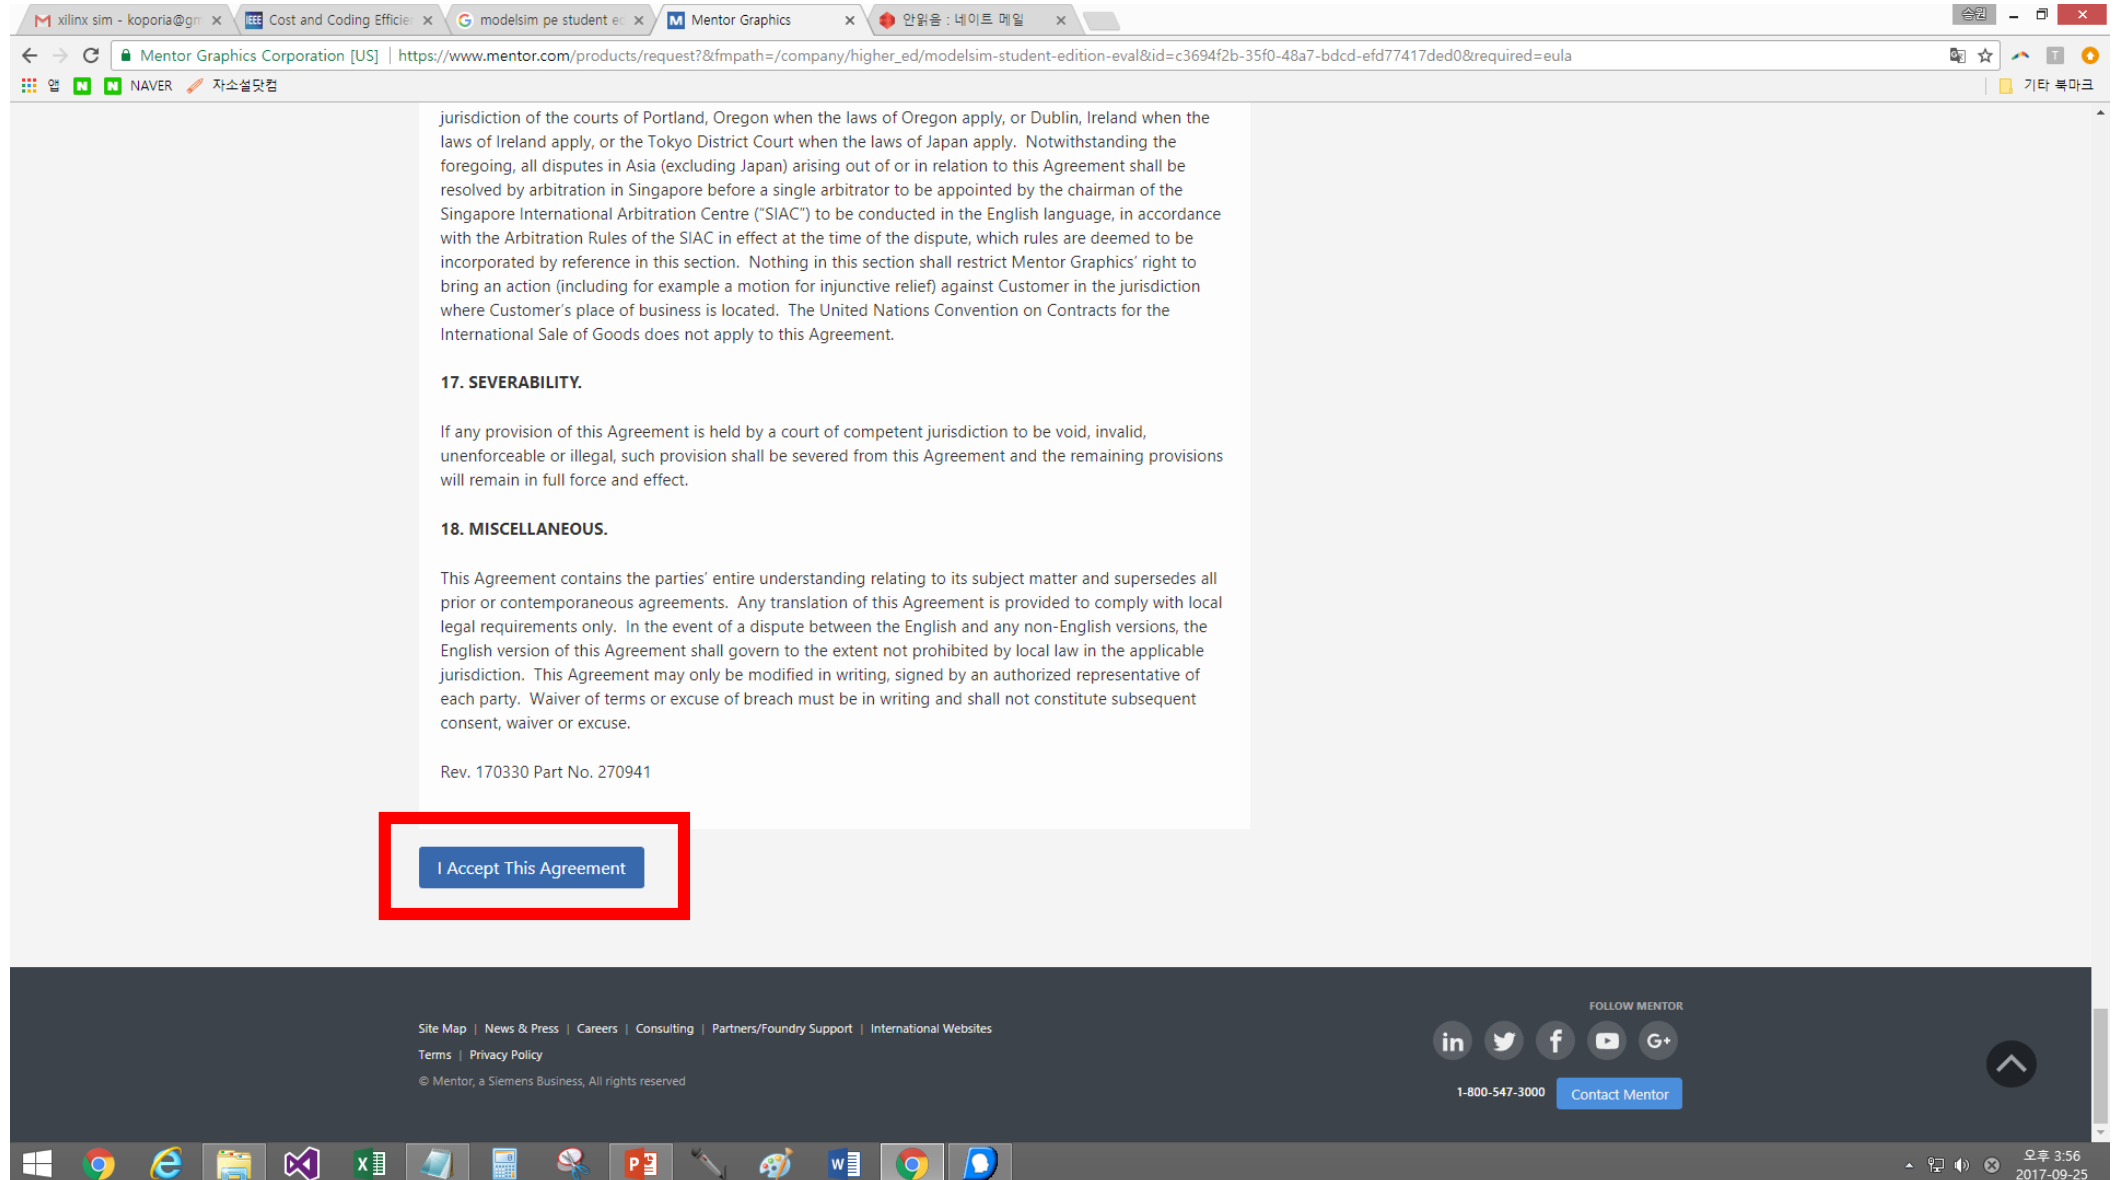 xilinx sim - koporia@gm
Cost and Coding Efficie
modelsim pe student e
Mentor Graphics
안읽음 : 네이트 메일
승원
Mentor Graphics Corporation [US] | https://www.mentor.com/products/request?&fmpath=/company/higher_ed/modelsim-student-edition-eval&id=c3694f2b-35f0-48a7-bdcd-efd77417ded0&required=eula
앱 NAVER 자소설닷컴 기타 북마크
jurisdiction of the courts of Portland, Oregon when the laws of Oregon apply, or Dublin, Ireland when the
laws of Ireland apply, or the Tokyo District Court when the laws of Japan apply. Notwithstanding the
foregoing, all disputes in Asia (excluding Japan) arising out of or in relation to this Agreement shall be
resolved by arbitration in Singapore before a single arbitrator to be appointed by the chairman of the
Singapore International Arbitration Centre (“SIAC”) to be conducted in the English language, in accordance
with the Arbitration Rules of the SIAC in effect at the time of the dispute, which rules are deemed to be
incorporated by reference in this section. Nothing in this section shall restrict Mentor Graphics’ right to
bring an action (including for example a motion for injunctive relief) against Customer in the jurisdiction
where Customer’s place of business is located. The United Nations Convention on Contracts for the
International Sale of Goods does not apply to this Agreement.
17. SEVERABILITY.
If any provision of this Agreement is held by a court of competent jurisdiction to be void, invalid,
unenforceable or illegal, such provision shall be severed from this Agreement and the remaining provisions
will remain in full force and effect.
18. MISCELLANEOUS.
This Agreement contains the parties’ entire understanding relating to its subject matter and supersedes all
prior or contemporaneous agreements. Any translation of this Agreement is provided to comply with local
legal requirements only. In the event of a dispute between the English and any non-English versions, the
English version of this Agreement shall govern to the extent not prohibited by local law in the applicable
jurisdiction. This Agreement may only be modified in writing, signed by an authorized representative of
each party. Waiver of terms or excuse of breach must be in writing and shall not constitute subsequent
consent, waiver or excuse.
Rev. 170330 Part No. 270941
I Accept This Agreement
FOLLOW MENTOR
Site Map | News & Press | Careers | Consulting | Partners/Foundry Support | International Websites
Terms | Privacy Policy
© Mentor, a Siemens Business, All rights reserved
1-800-547-3000 Contact Mentor
오후 3:56
2017-09-25